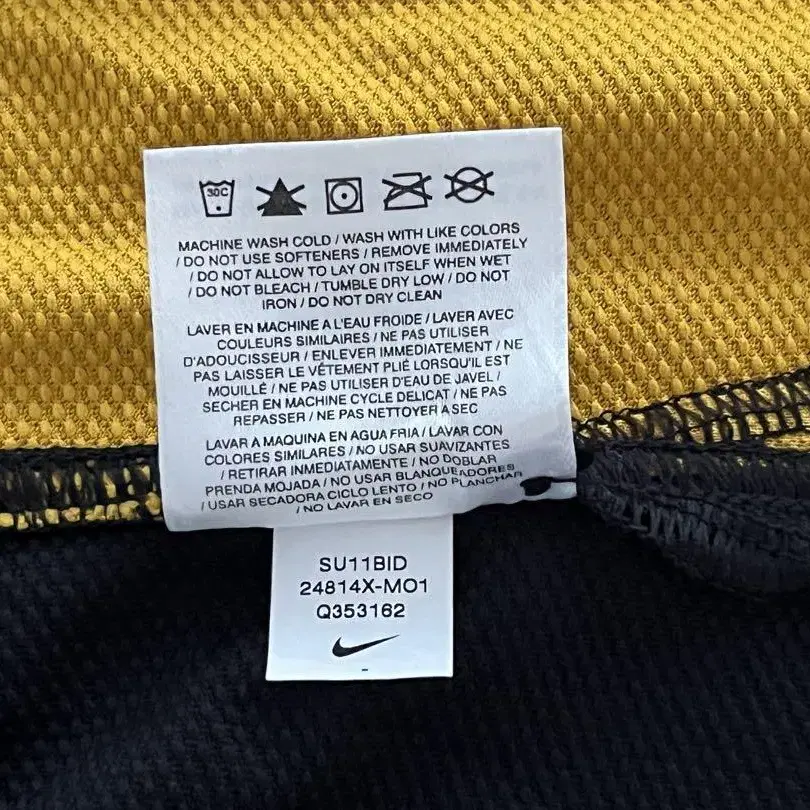 30C
MACHINE WASH COLD / WASH WITH LIKE COLORS
/ DO NOT USE SOFTENERS / REMOVE IMMEDIATELY
/ DO NOT ALLOW TO LAY ON ITSELF WHEN WET
/ DO NOT BLEACH / TUMBLE DRY LOW / DO NOT
IRON / DO NOT DRY CLEAN
LAVER EN MACHINE A L'EAU FROIDE / LAVER AVEC
COULEURS SIMILAIRES / NE PAS UTILISER
D'ADOUCISSEUR / ENLEVER IMMEDIATEMENT / NE
PAS LAISSER LE VÉTEMENT PLIÉ LORSQU'IL EST
MOUILLÉ / NE PAS UTILISER D'EAU DE JAVEL /
SECHER EN MACHINE CYCLE DELICAT / NE PAS
REPASSER / NE PAS NETTOYER A SEC
LAVAR A MAQUINA EN AGUA FRIA / LAVAR CON
COLORES SIMILARES / NO USAR SUAVIZANTES
/ RETIRAR INMEDIATAMENTE / NO DOBLAR
PRENDA MOJADA / NO USAR BLANQUEADORES
/ USAR SECADORA CICLO LENTO / NO PLANCHAR
/ NO LAVAR EN SECO
SU11BID
24814X-MO1
Q353162